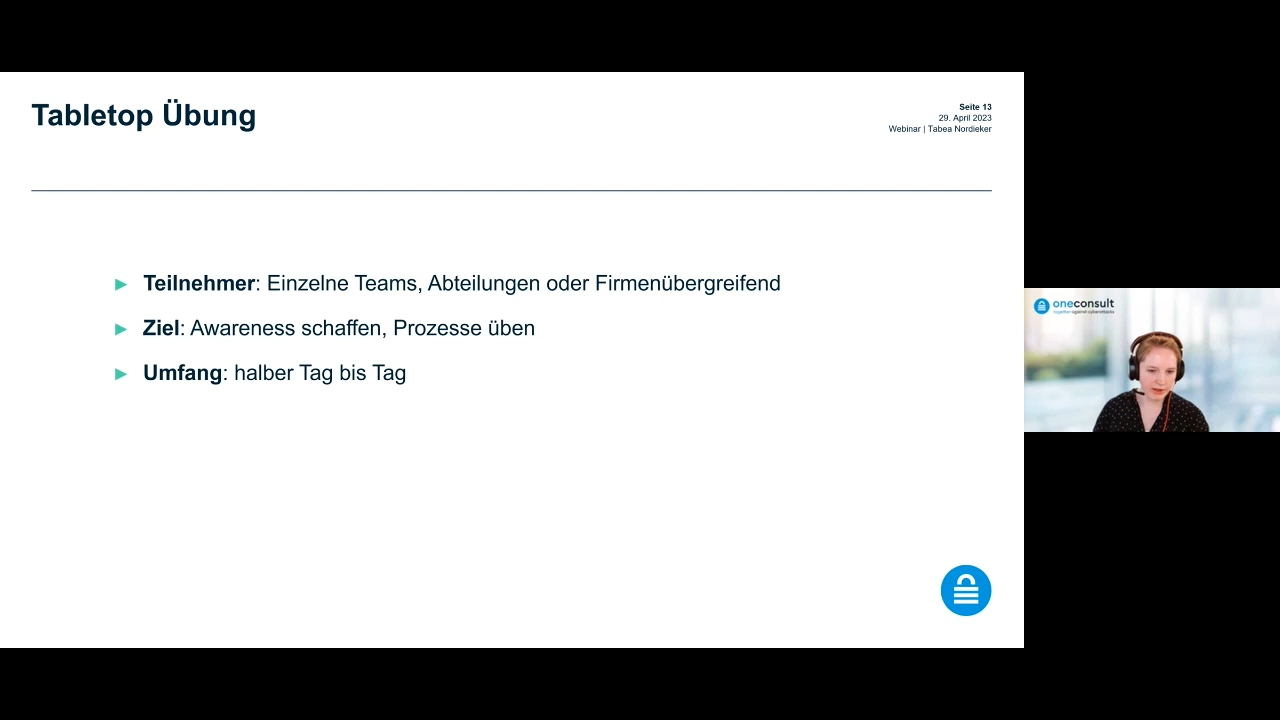 Tabletop Übung
Seite 13
29. April 2023
Webinar | Tabea Nordieker
► Teilnehmer: Einzelne Teams, Abteilungen oder Firmenübergreifend
► Ziel: Awareness schaffen, Prozesse üben
► Umfang: halber Tag bis Tag
oneconsult
together against cyberattacks